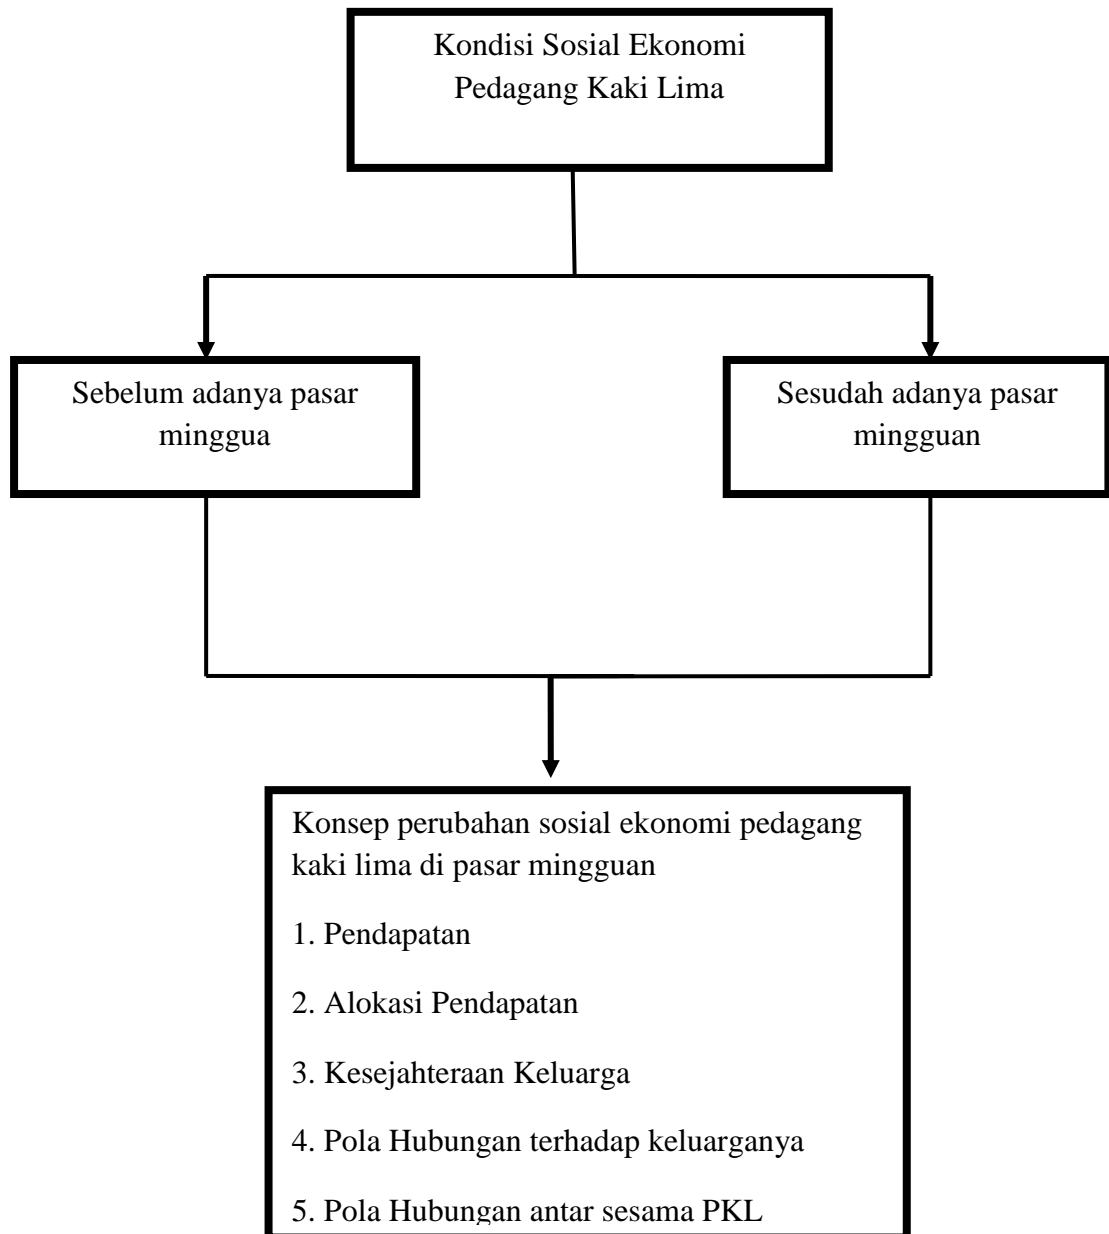 Kondisi Sosial Ekonomi
Pedagang Kaki Lima
Sebelum adanya pasar
minggua
Sesudah adanya pasar
mingguan
Konsep perubahan sosial ekonomi pedagang
kaki lima di pasar mingguan
1. Pendapatan
2. Alokasi Pendapatan
3. Kesejahteraan Keluarga
4. Pola Hubungan terhadap keluarganya
5. Pola Hubungan antar sesama PKL